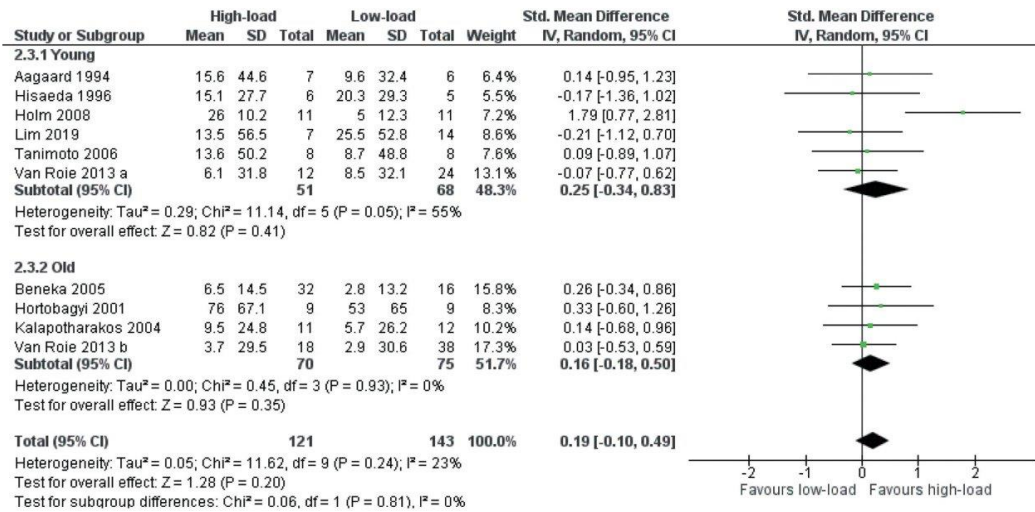 High-load Low-load Std. Mean Difference Std. Mean Difference
Study or Subgroup Mean SD Total Mean SD Total Weight IV, Random, 95% CI IV, Random, 95% CI
2.3.1 Young
Aagaard 1994 15.6 44.6 7 9.6 32.4 6 6.4% 0.14 [-0.95, 1.23]
Hisaeda 1996 15.1 27.7 6 20.3 29.3 5 5.5% -0.17 [-1.36, 1.02]
Holm 2008 26 10.2 11 5 12.3 11 7.2% 1.79 [0.77, 2.81]
Lim 2019 13.5 56.5 7 25.5 52.8 14 8.6% -0.21 [-1.12, 0.70]
Tanimoto 2006 13.6 50.2 8 8.7 48.8 8 7.6% 0.09 [-0.89, 1.07]
Van Roie 2013 a 6.1 31.8 12 8.5 32.1 24 13.1% -0.07 [-0.77, 0.62]
Subtotal (95% CI) 51 68 48.3% 0.25 [-0.34, 0.83]
Heterogeneity: Tau² = 0.29; Chi² = 11.14, df = 5 (P = 0.05); I² = 55%
Test for overall effect: Z = 0.82 (P = 0.41)
2.3.2 Old
Beneka 2005 6.5 14.5 32 2.8 13.2 16 15.8% 0.26 [-0.34, 0.86]
Hortobagyi 2001 76 67.1 9 53 65 9 8.3% 0.33 [-0.60, 1.26]
Kalapotharakos 2004 9.5 24.8 11 5.7 26.2 12 10.2% 0.14 [-0.68, 0.96]
Van Roie 2013 b 3.7 29.5 18 2.9 30.6 38 17.3% 0.03 [-0.53, 0.59]
Subtotal (95% CI) 70 75 51.7% 0.16 [-0.18, 0.50]
Heterogeneity: Tau² = 0.00; Chi² = 0.45, df = 3 (P = 0.93); I² = 0%
Test for overall effect: Z = 0.93 (P = 0.35)
Total (95% CI) 121 143 100.0% 0.19 [-0.10, 0.49]
Heterogeneity: Tau² = 0.05; Chi² = 11.62, df = 9 (P = 0.24); I² = 23%
Test for overall effect: Z = 1.28 (P = 0.20)
Test for subgroup differences: Chi² = 0.06, df = 1 (P = 0.81), I² = 0%
-2 -1 0 1 2
Favours low-load Favours high-load